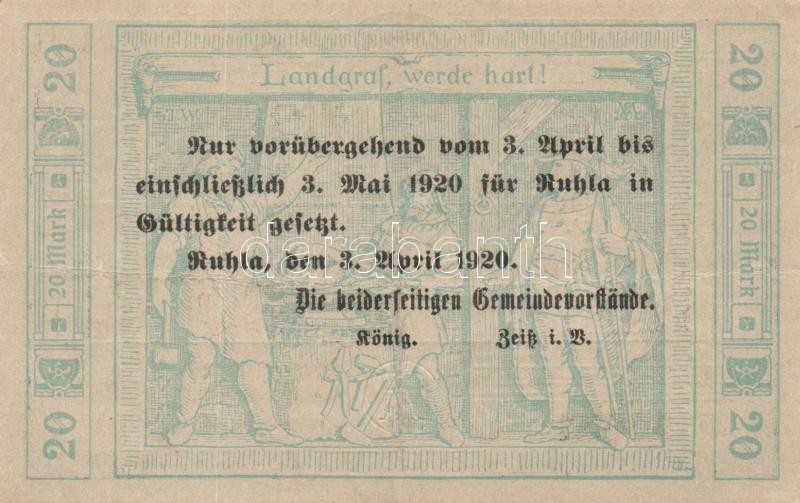 20
20
Landgraf, werde hart!
J.W.
Nur vorübergehend vom 3. April bis
einschließlich 3. Mai 1920 für Ruhla in
Gültigkeit gesetzt.
Ruhla, den 3. April 1920.
Die beiderseitigen Gemeindevorstände.
König. Zeiß i. V.
20 Mark
20 Mark
20
20
darabanth